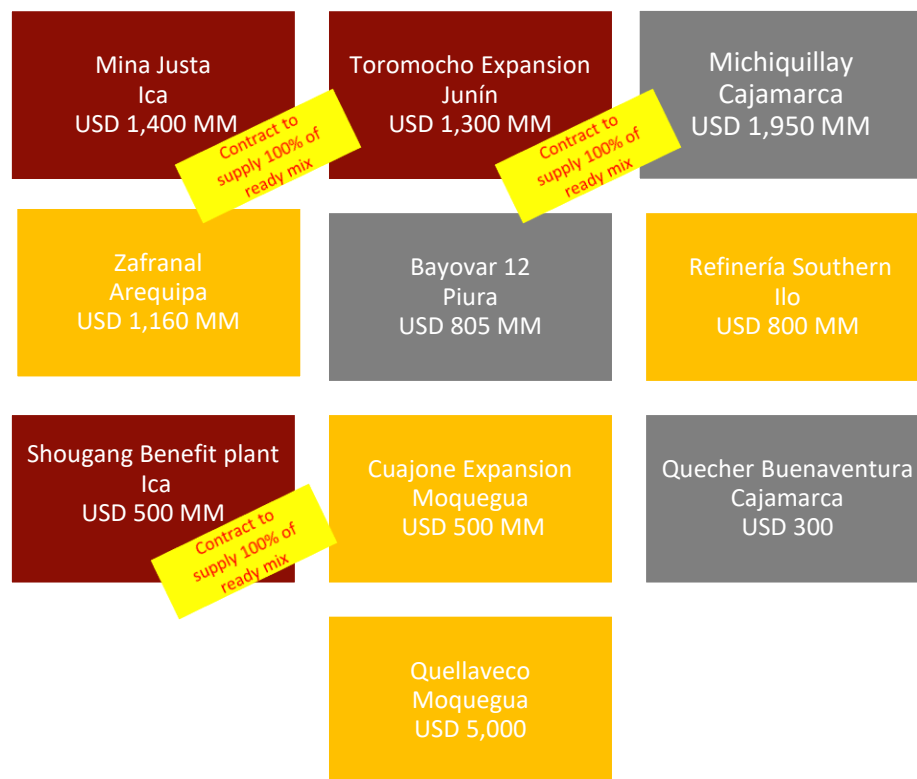 Mina Justa
Ica
USD 1,400 MM
Contract to
supply 100% of
ready mix
Toromocho Expansion
Junín
USD 1,300 MM
Contract to
supply 100% of
ready mix
Michiquillay
Cajamarca
USD 1,950 MM
Zafranal
Arequipa
USD 1,160 MM
Bayovar 12
Piura
USD 805 MM
Refinería Southern
Ilo
USD 800 MM
Shougang Benefit plant
Ica
USD 500 MM
Contract to
supply 100% of
ready mix
Cuajone Expansion
Moquegua
USD 500 MM
Quecher Buenaventura
Cajamarca
USD 300
Quellaveco
Moquegua
USD 5,000